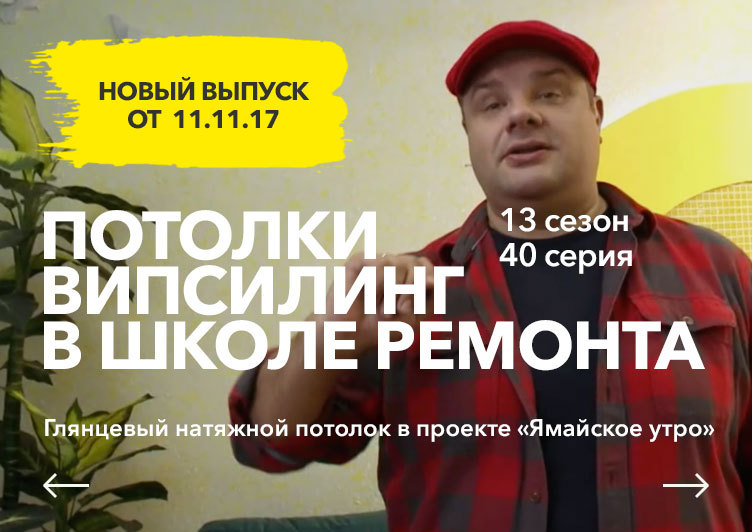 НОВЫЙ ВЫПУСК
ОТ 11.11.17
ПОТОЛКИ
13 сезон
40 серия
ВИПСИЛИНГ
В ШКОЛЕ РЕМОНТА
Глянцевый натяжной потолок в проекте «Ямайское утро»